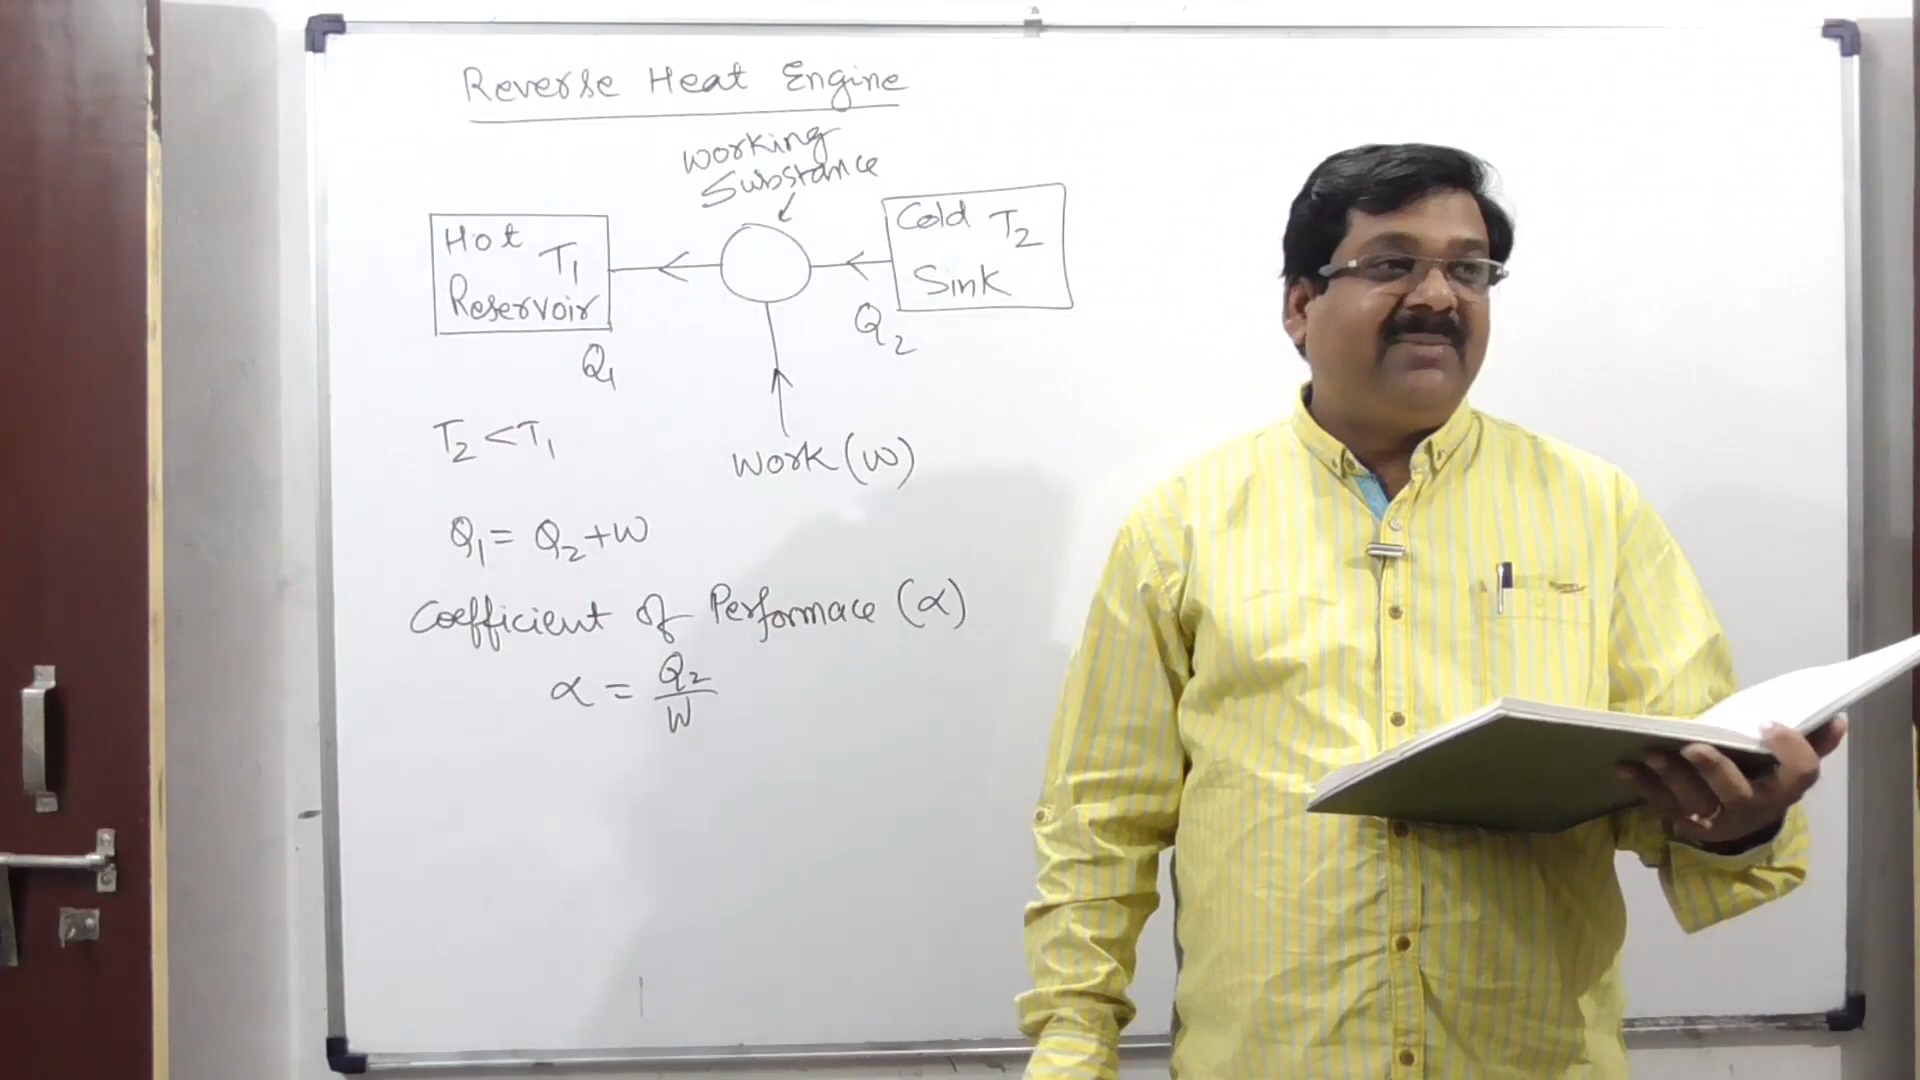 Reverse Heat Engine
Working
Substance
Hot T₁
Reservoir
Cold T₂
Sink
Q₁
Q₂
Work (W)
T₂ < T₁
Q₁ = Q₂ + W
Coefficient of Performace (α)
α = Q₂/W